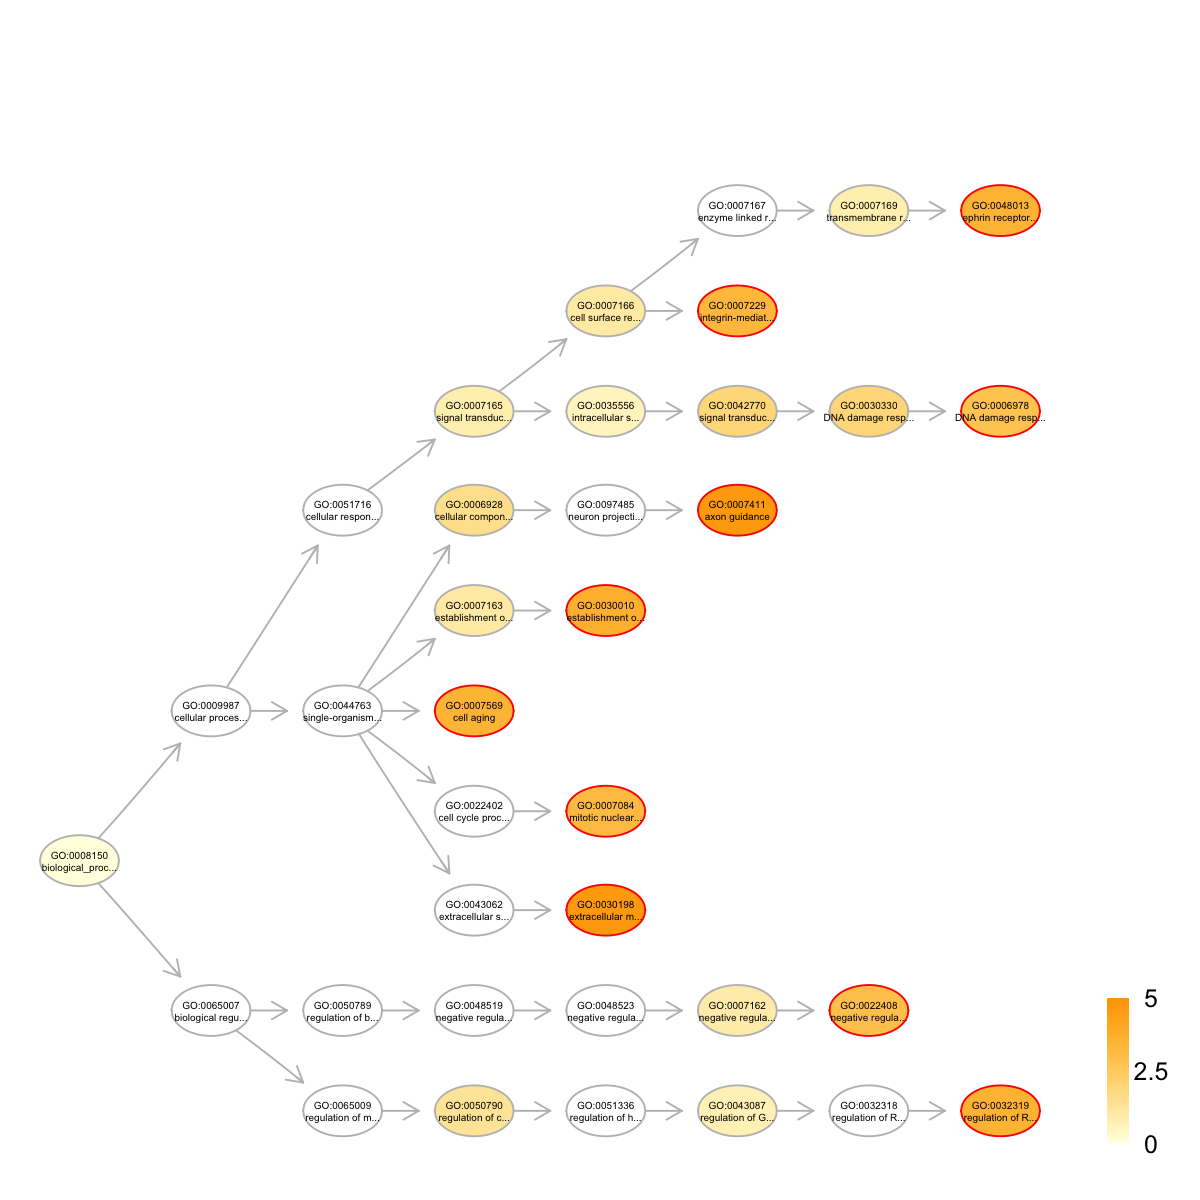 GO:0007167
enzyme linked r...
GO:0007169
transmembrane r...
GO:0048013
ephrin receptor...
GO:0007166
cell surface re...
GO:0007229
integrin-mediat...
GO:0007165
signal transduc...
GO:0035556
intracellular s...
GO:0042770
signal transduc...
GO:0030330
DNA damage resp...
GO:0006978
DNA damage resp...
GO:0051716
cellular respon...
GO:0006928
cellular compon...
GO:0097485
neuron projecti...
GO:0007411
axon guidance
GO:0007163
establishment o...
GO:0030010
establishment o...
GO:0009987
cellular proces...
GO:0044763
single-organism...
GO:0007569
cell aging
GO:0022402
cell cycle proc...
GO:0007084
mitotic nuclear...
GO:0008150
biological_proc...
GO:0043062
extracellular s...
GO:0030198
extracellular m...
GO:0065007
biological regu...
GO:0050789
regulation of b...
GO:0048519
negative regula...
GO:0048523
negative regula...
GO:0007162
negative regula...
GO:0022408
negative regula...
GO:0065009
regulation of m...
GO:0050790
regulation of c...
GO:0051336
regulation of h...
GO:0043087
regulation of G...
GO:0032318
regulation of R...
GO:0032319
regulation of R...
5
2.5
0